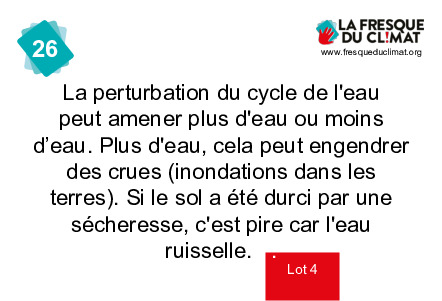 26
LA FRESQUE
DU CL!MAT
www.fresqueduclimat.org
La perturbation du cycle de l'eau
peut amener plus d'eau ou moins
d’eau. Plus d'eau, cela peut engendrer
des crues (inondations dans les
terres). Si le sol a été durci par une
sécheresse, c'est pire car l'eau
ruisselle.
Lot 4